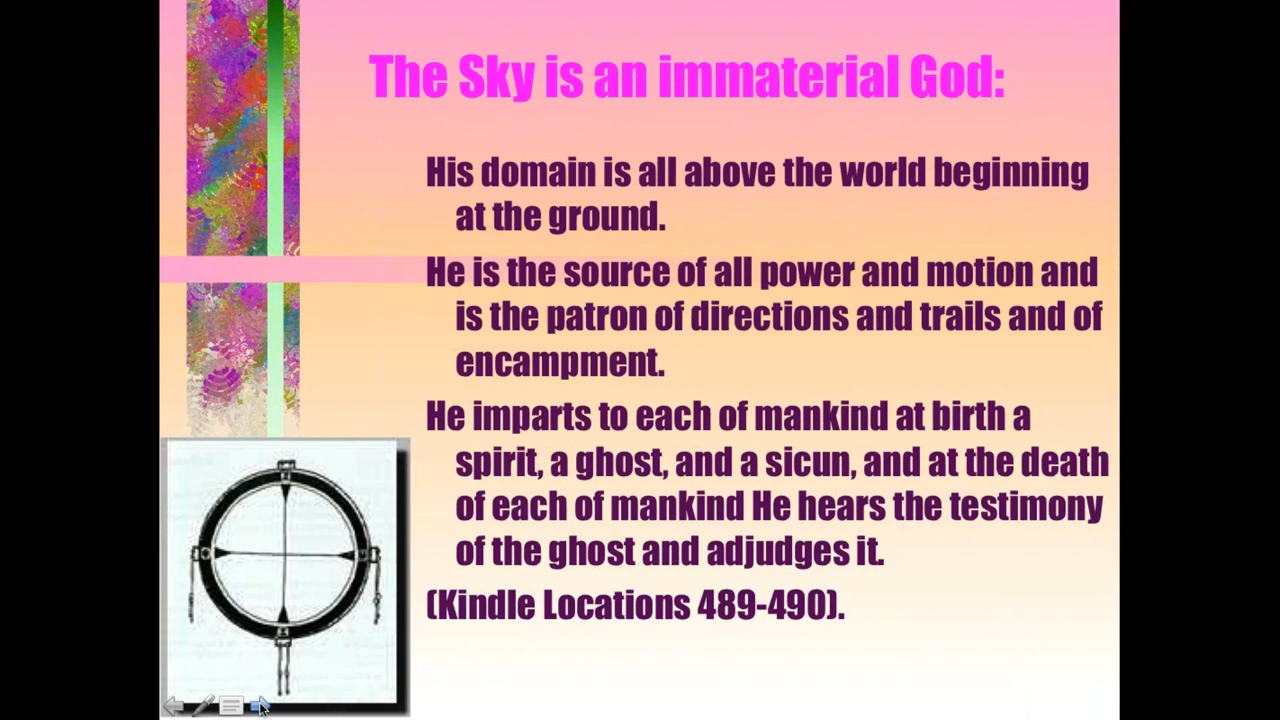 The Sky is an immaterial God:
His domain is all above the world beginning
at the ground.
He is the source of all power and motion and
is the patron of directions and trails and of
encampment.
He imparts to each of mankind at birth a
spirit, a ghost, and a sicun, and at the death
of each of mankind He hears the testimony
of the ghost and adjudges it.
(Kindle Locations 489-490).